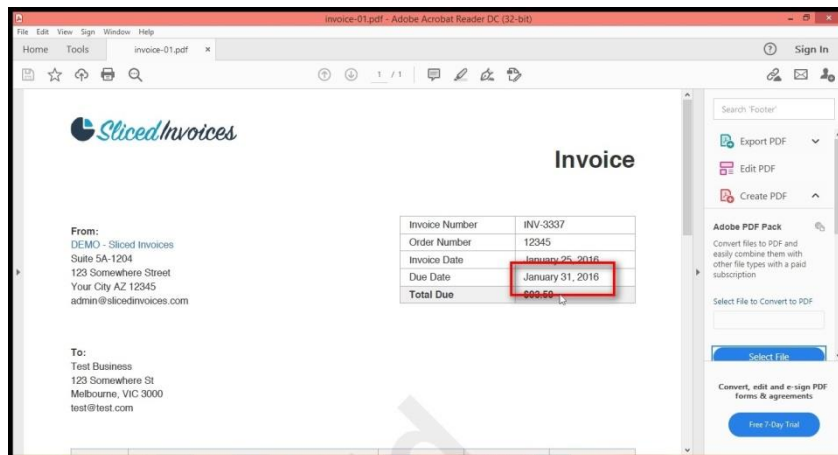 invoice-01.pdf - Adobe Acrobat Reader DC (32-bit)
File Edit View Sign Window Help
Home Tools invoice-01.pdf ×
? Sign In
1 / 1
Search 'Footer'
Export PDF
Edit PDF
Create PDF
Adobe PDF Pack
Convert files to PDF and
easily combine them with
other file types with a paid
subscription
Select File to Convert to PDF
Select File
Convert, edit and e-sign PDF
forms & agreements
Free 7-Day Trial
Sliced Invoices
Invoice
From:
DEMO - Sliced Invoices
Suite 5A-1204
123 Somewhere Street
Your City AZ 12345
admin@slicedinvoices.com
Invoice Number INV-3337
Order Number 12345
Invoice Date January 25, 2016
Due Date January 31, 2016
Total Due $93.50
To:
Test Business
123 Somewhere St
Melbourne, VIC 3000
test@test.com